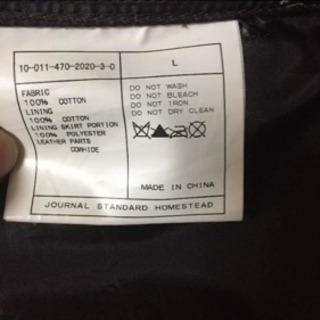 10-011-470-2020-3-0 L
FABRIC
100% COTTON
LINING
100% COTTON
LINING SKIRT PORTION
100% POLYESTER
LEATHER PARTS
COWHIDE
DO NOT WASH
DO NOT BLEACH
DO NOT IRON
DO NOT DRY CLEAN
MADE IN CHINA
JOURNAL STANDARD HOMESTEAD